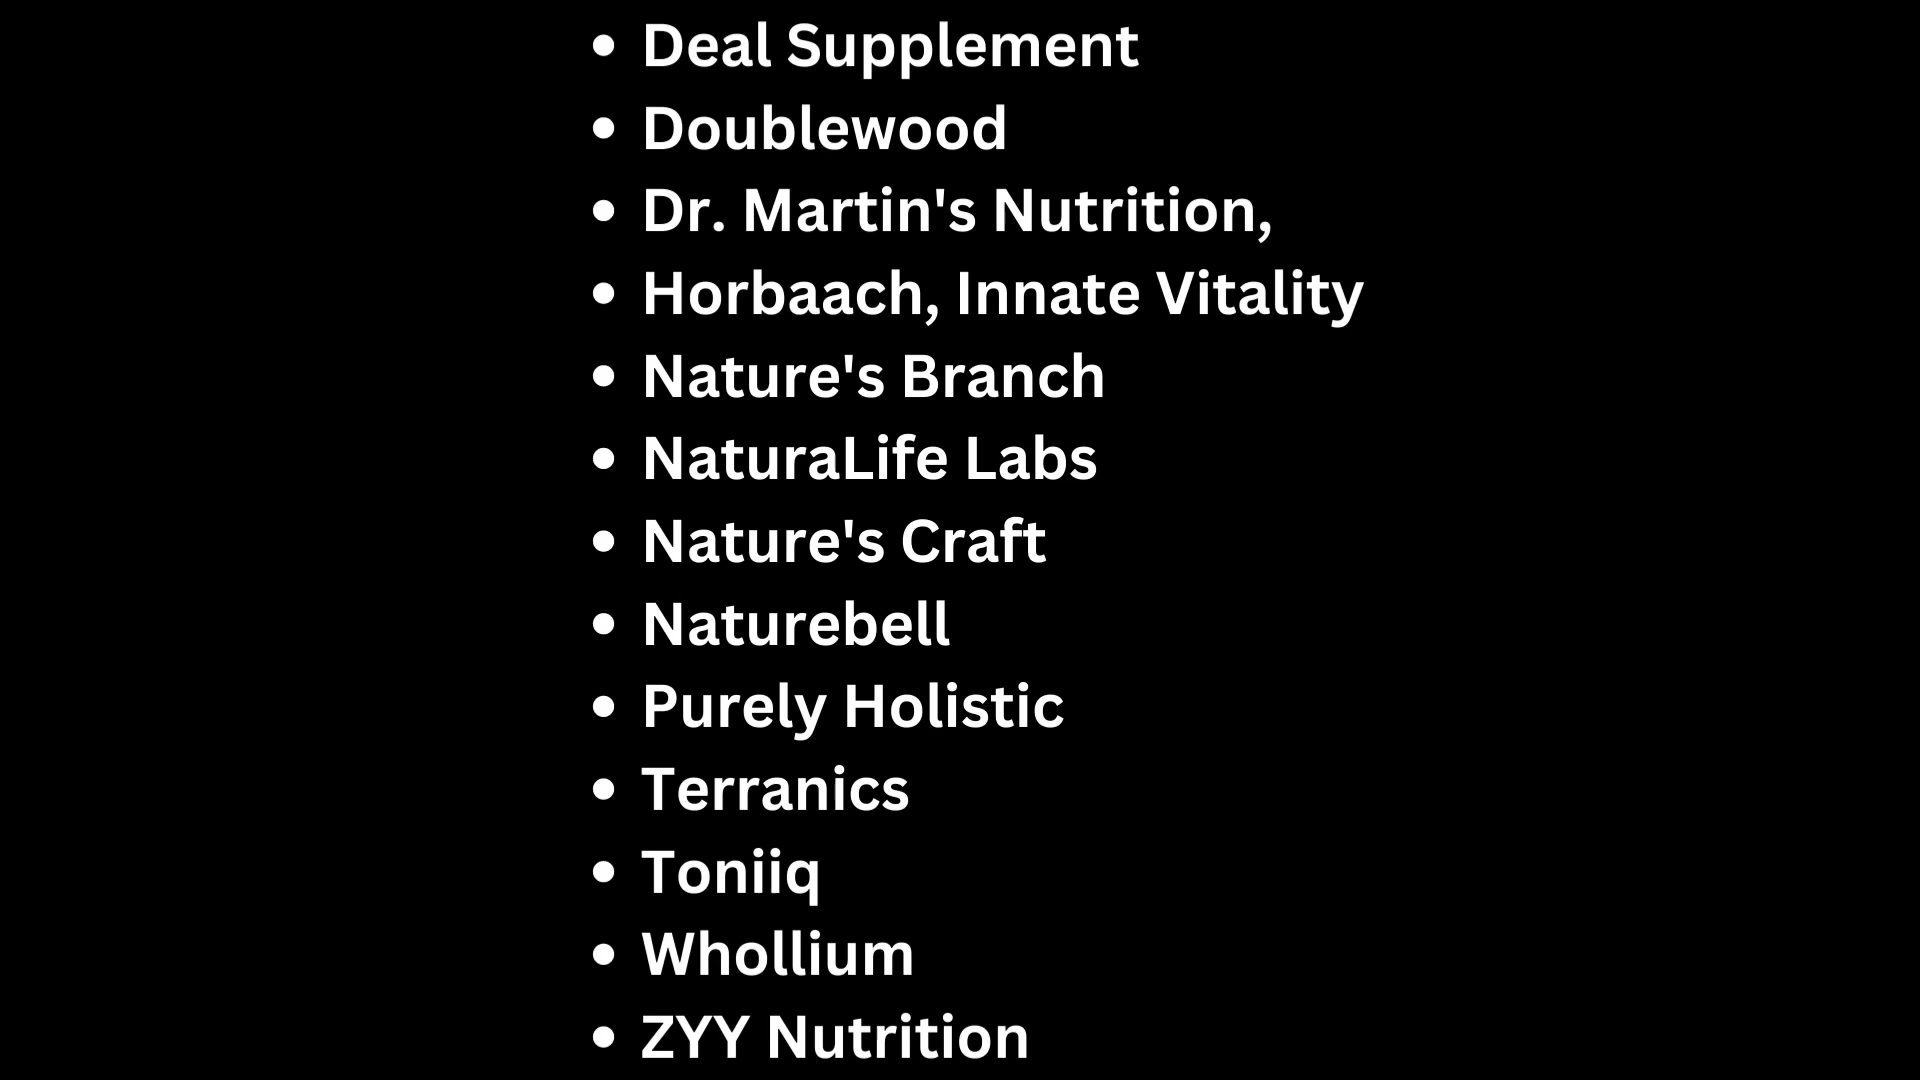 • Deal Supplement
• Doublewood
• Dr. Martin's Nutrition,
• Horbaach, Innate Vitality
• Nature's Branch
• NaturaLife Labs
• Nature's Craft
• Naturebell
• Purely Holistic
• Terranics
• Toniiq
• Whollium
• ZYY Nutrition